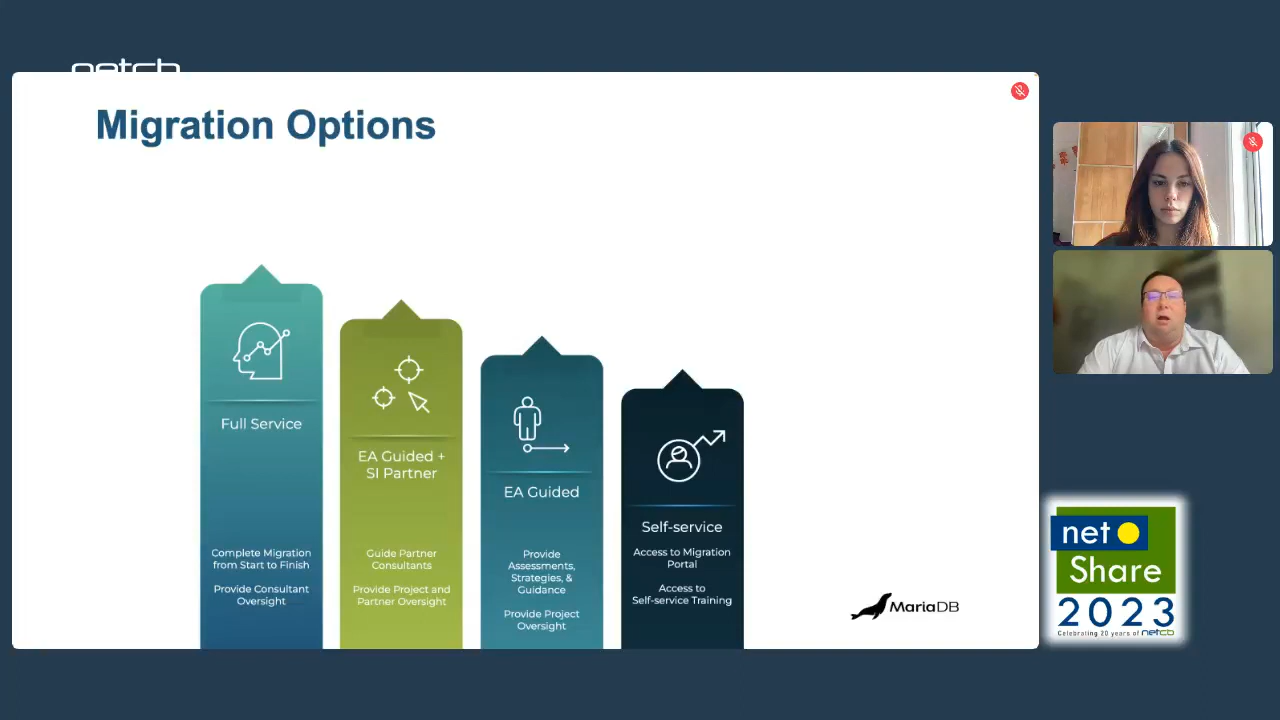 netcb
Migration Options
Full Service
Complete Migration
from Start to Finish
Provide Consultant
Oversight
EA Guided +
SI Partner
Guide Partner
Consultants
Provide Project and
Partner Oversight
EA Guided
Provide
Assessments,
Strategies, &
Guidance
Provide Project
Oversight
Self-service
Access to Migration
Portal
Access to
Self-service Training
MariaDB
net
Share
2023
Celebrating 20 years of netcb